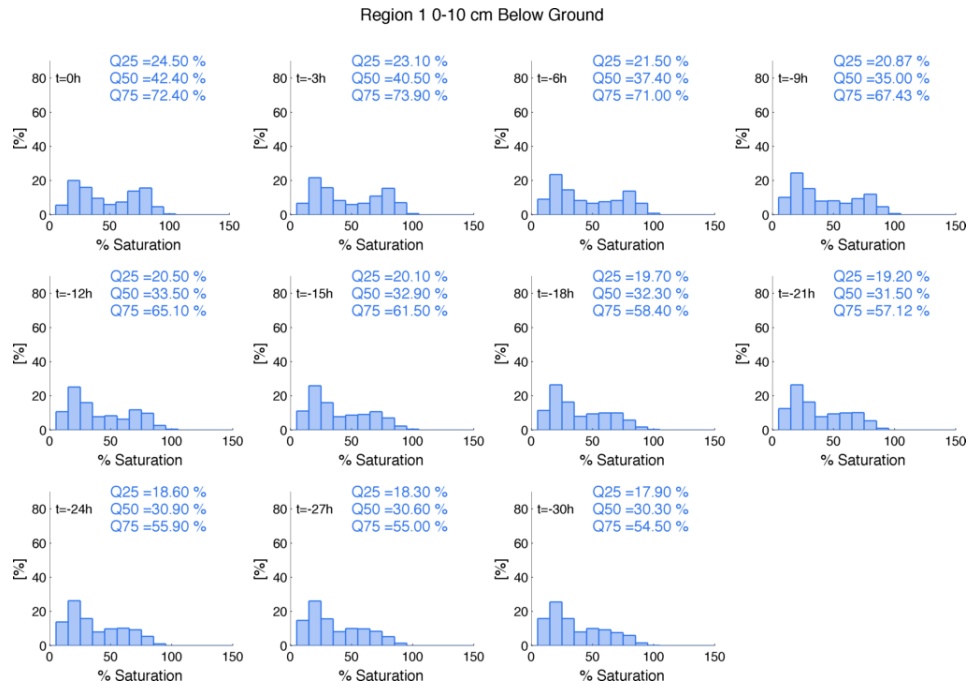 Region 1 0-10 cm Below Ground
t=0h
Q25 =24.50 %
Q50 =42.40 %
Q75 =72.40 %
[%]
80
60
40
20
0
0 50 100 150
% Saturation
t=-3h
Q25 =23.10 %
Q50 =40.50 %
Q75 =73.90 %
[%]
80
60
40
20
0
0 50 100 150
% Saturation
t=-6h
Q25 =21.50 %
Q50 =37.40 %
Q75 =71.00 %
[%]
80
60
40
20
0
0 50 100 150
% Saturation
t=-9h
Q25 =20.87 %
Q50 =35.00 %
Q75 =67.43 %
[%]
80
60
40
20
0
0 50 100 150
% Saturation
t=-12h
Q25 =20.50 %
Q50 =33.50 %
Q75 =65.10 %
[%]
80
60
40
20
0
0 50 100 150
% Saturation
t=-15h
Q25 =20.10 %
Q50 =32.90 %
Q75 =61.50 %
[%]
80
60
40
20
0
0 50 100 150
% Saturation
t=-18h
Q25 =19.70 %
Q50 =32.30 %
Q75 =58.40 %
[%]
80
60
40
20
0
0 50 100 150
% Saturation
t=-21h
Q25 =19.20 %
Q50 =31.50 %
Q75 =57.12 %
[%]
80
60
40
20
0
0 50 100 150
% Saturation
t=-24h
Q25 =18.60 %
Q50 =30.90 %
Q75 =55.90 %
[%]
80
60
40
20
0
0 50 100 150
% Saturation
t=-27h
Q25 =18.30 %
Q50 =30.60 %
Q75 =55.00 %
[%]
80
60
40
20
0
0 50 100 150
% Saturation
t=-30h
Q25 =17.90 %
Q50 =30.30 %
Q75 =54.50 %
[%]
80
60
40
20
0
0 50 100 150
% Saturation